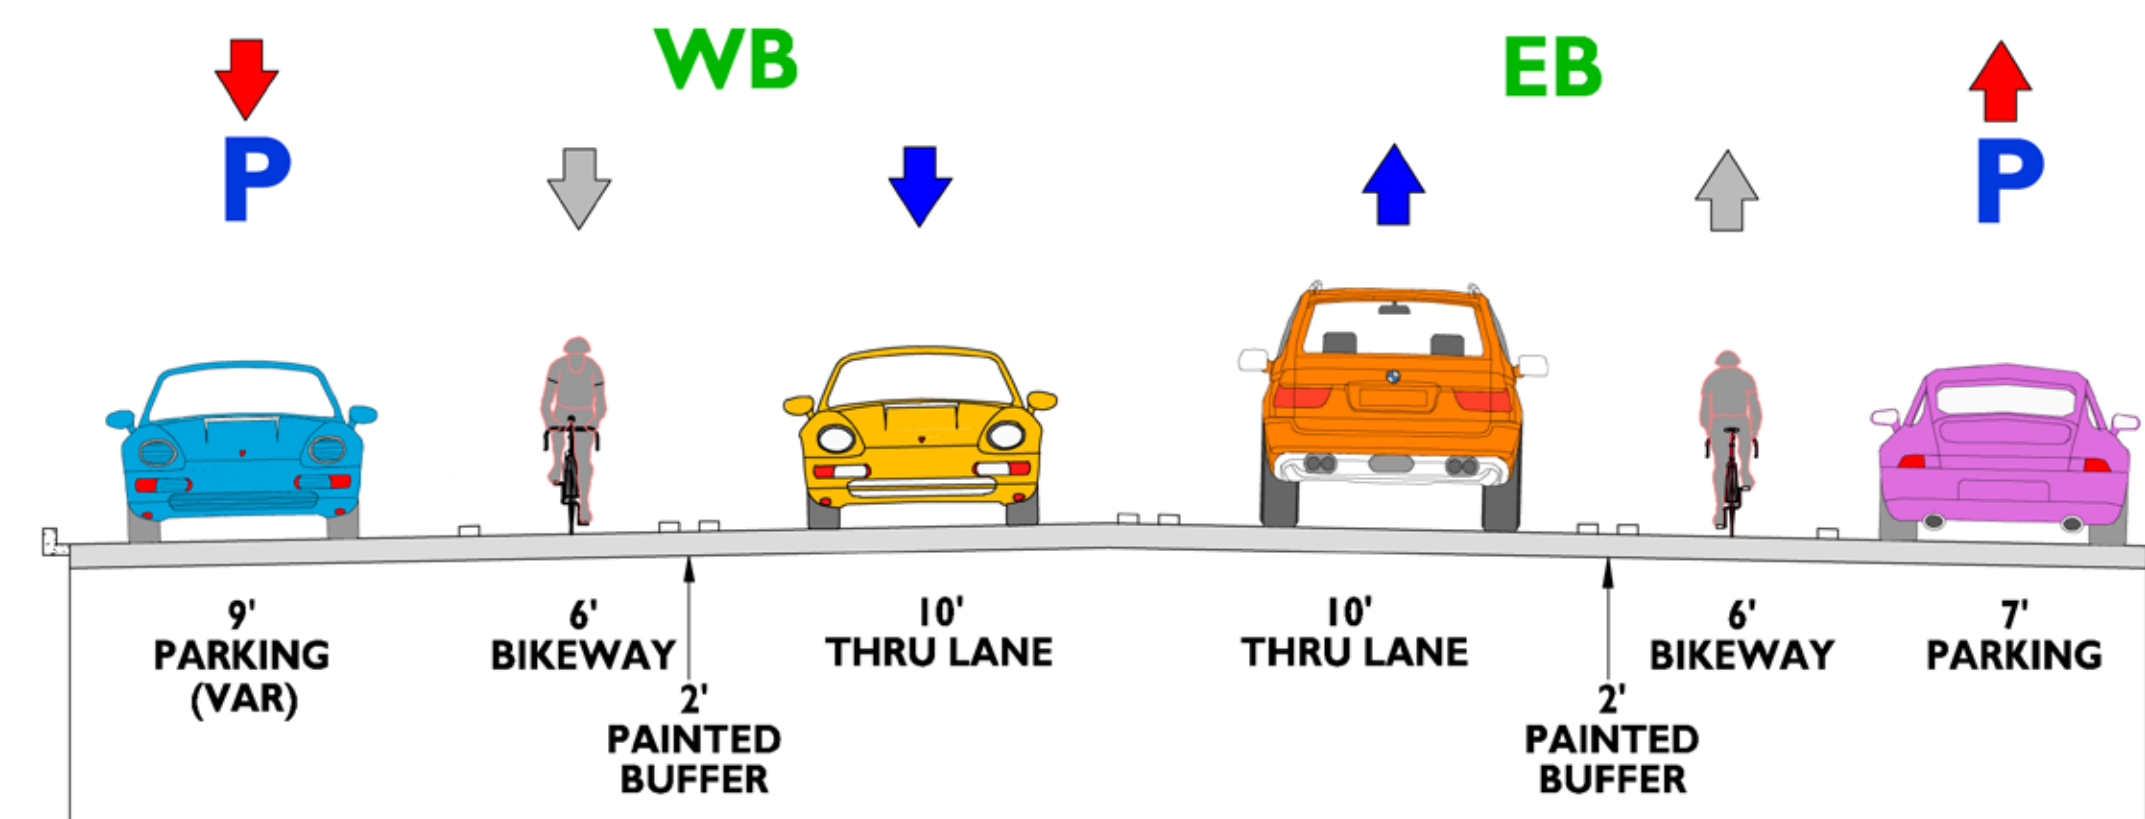 WB
EB
P
P
9'
PARKING
(VAR)
6'
BIKEWAY
2'
PAINTED
BUFFER
10'
THRU LANE
10'
THRU LANE
2'
PAINTED
BUFFER
6'
BIKEWAY
7'
PARKING